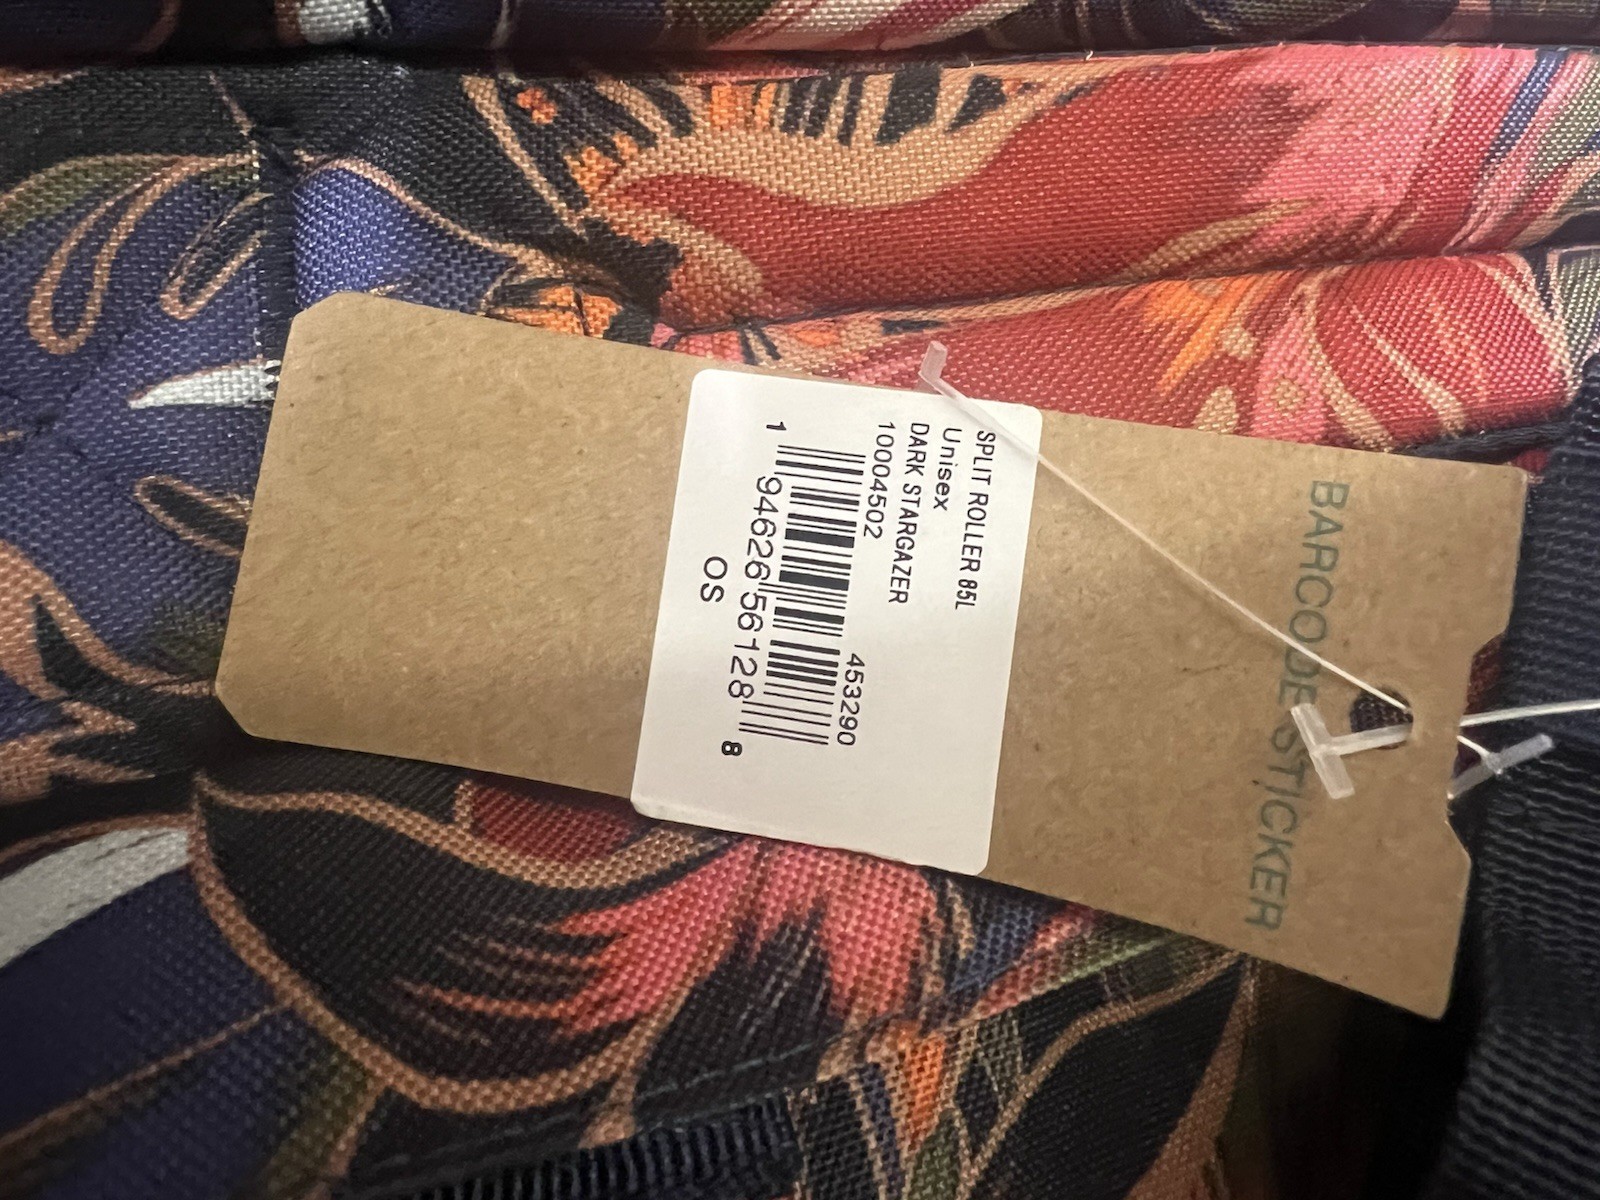 BARCODE STICKER
SPLIT ROLLER 85L
Unisex
DARK STARGAZER
10004502
453290
1 94626 56128 8
OS